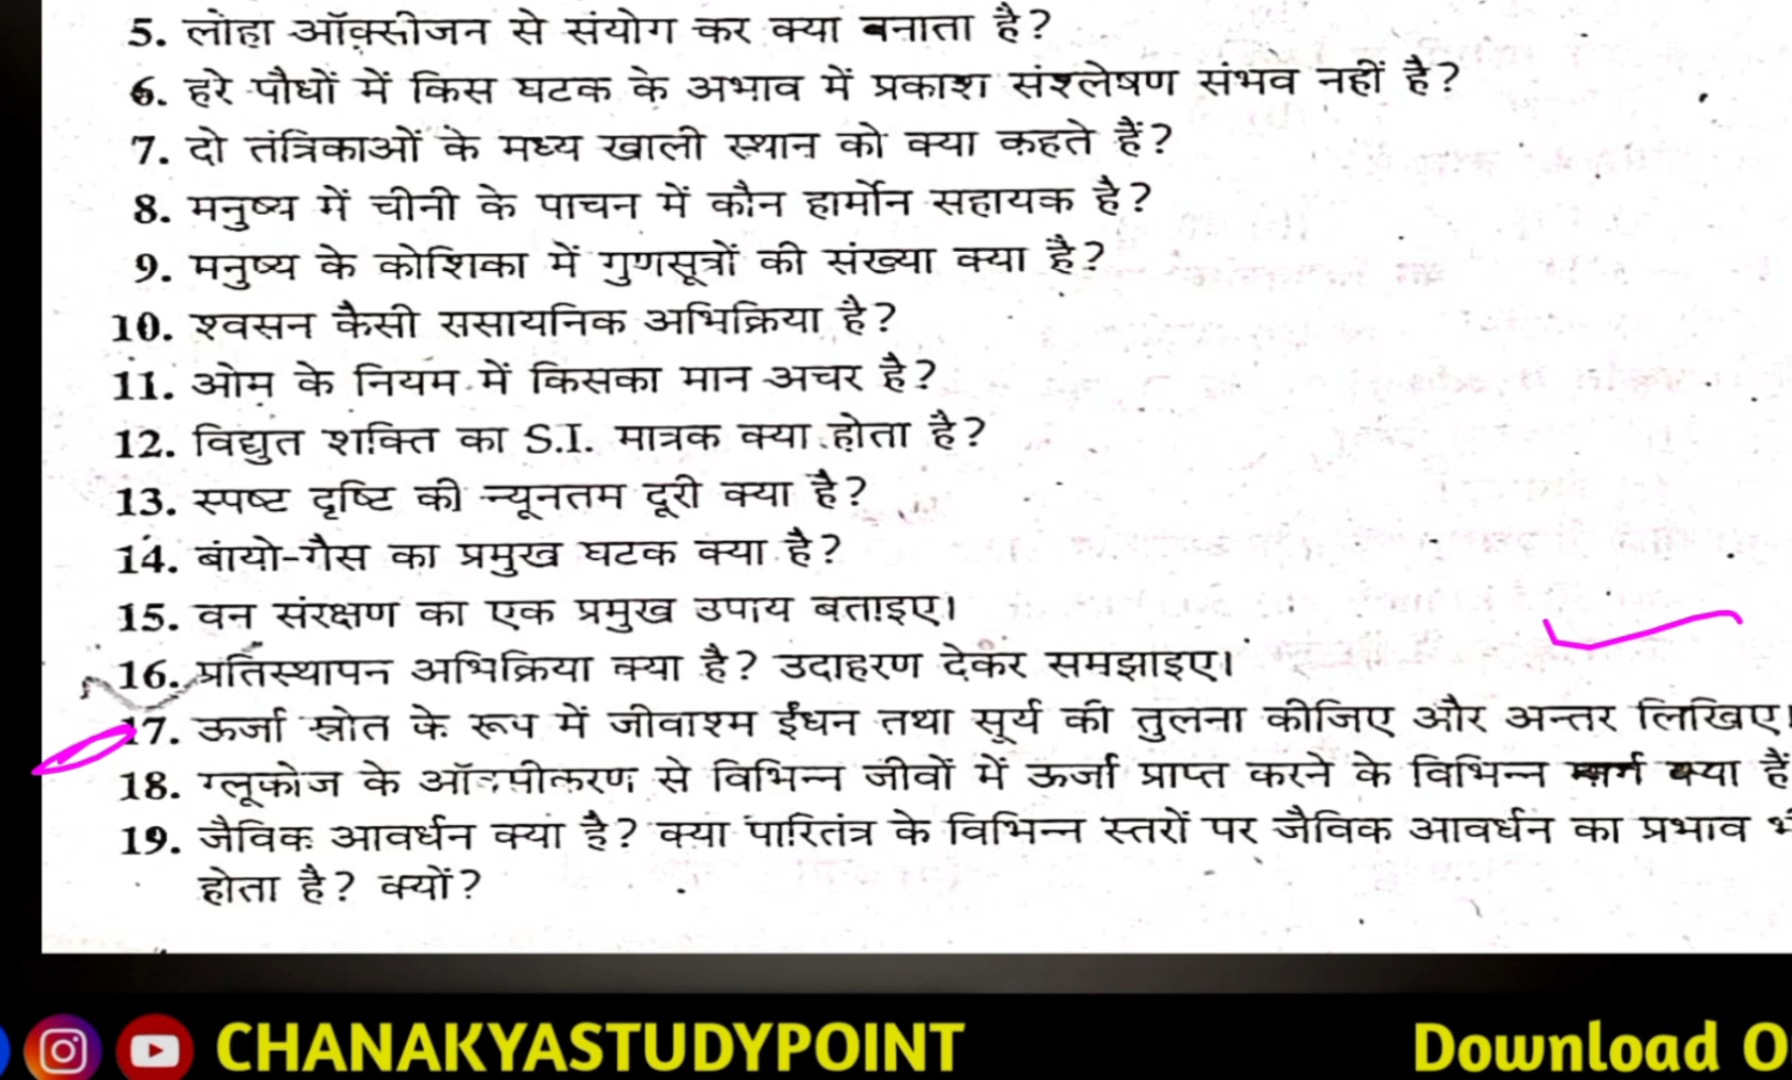 5. लोहा ऑक्सीजन से संयोग कर क्या बनाता है?
6. हरे पौधों में किस घटक के अभाव में प्रकाश संश्लेषण संभव नहीं है?
7. दो तंत्रिकाओं के मध्य खाली स्थान को क्या कहते हैं?
8. मनुष्य में चीनी के पाचन में कौन हार्मोन सहायक है?
9. मनुष्य के कोशिका में गुणसूत्रों की संख्या क्या है?
10. श्वसन कैसी रासायनिक अभिक्रिया है?
11. ओम के नियम में किसका मान अचर है?
12. विद्युत शक्ति का S.I. मात्रक क्या होता है?
13. स्पष्ट दृष्टि की न्यूनतम दूरी क्या है?
14. बायो-गैस का प्रमुख घटक क्या है?
15. वन संरक्षण का एक प्रमुख उपाय बताइए।
16. प्रतिस्थापन अभिक्रिया क्या है? उदाहरण देकर समझाइए।
17. ऊर्जा स्रोत के रूप में जीवाश्म ईंधन तथा सूर्य की तुलना कीजिए और अन्तर लिखिए।
18. ग्लूकोज के ऑक्सीकरण से विभिन्न जीवों में ऊर्जा प्राप्त करने के विभिन्न मार्ग क्या हैं
19. जैविक आवर्धन क्या है? क्या पारितंत्र के विभिन्न स्तरों पर जैविक आवर्धन का प्रभाव
होता है? क्यों?
CHANAKYASTUDYPOINT
Download